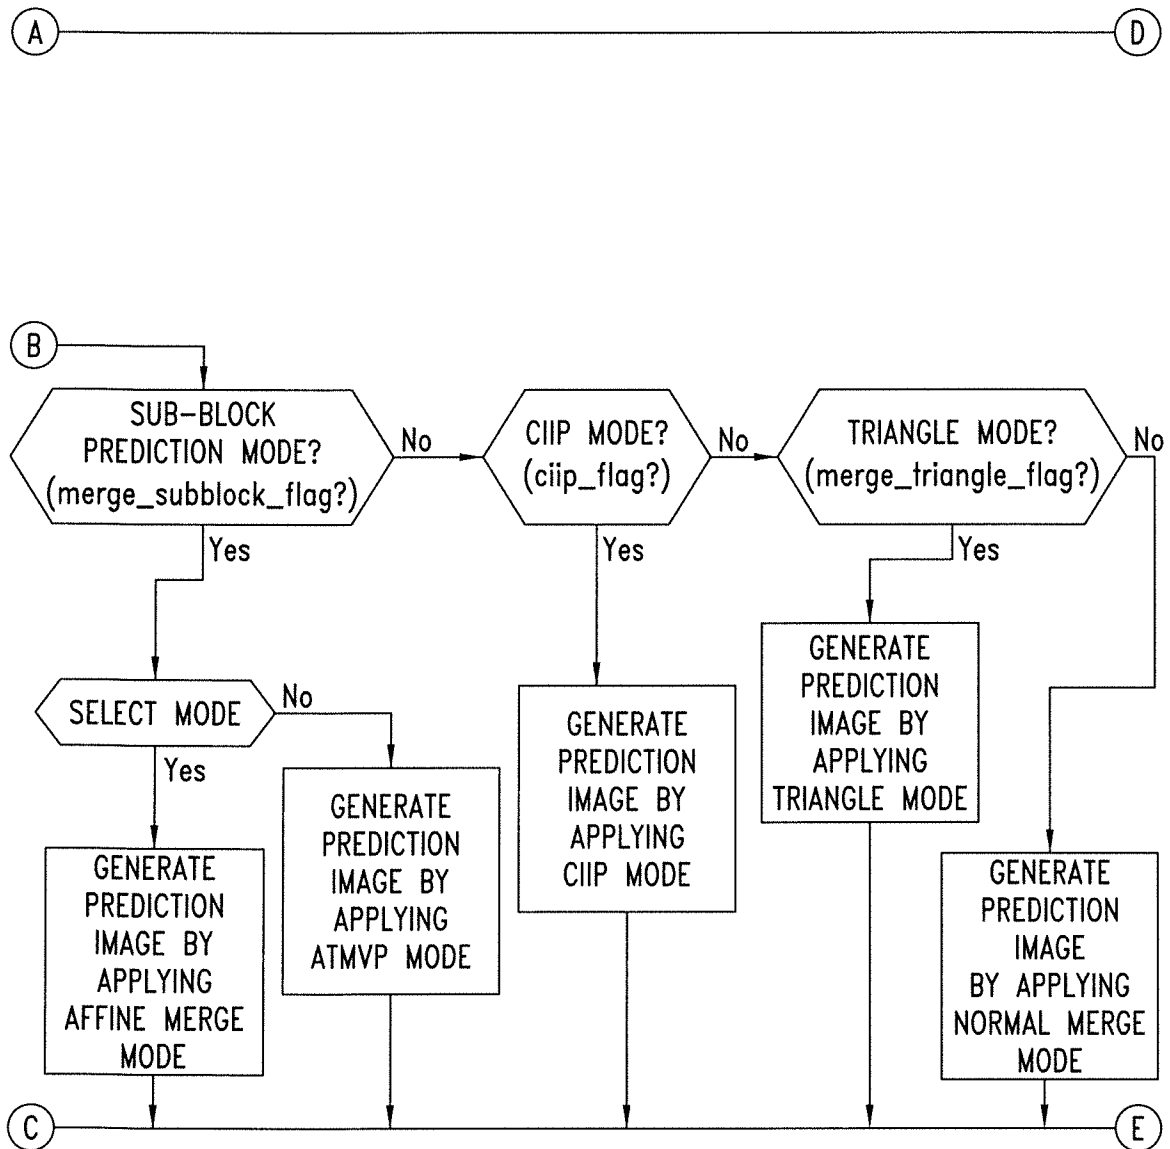 A
D
B
SUB-BLOCK
PREDICTION MODE?
(merge_subblock_flag?)
No
CIIP MODE?
(ciip_flag?)
No
TRIANGLE MODE?
(merge_triangle_flag?)
No
Yes
Yes
Yes
SELECT MODE
No
Yes
GENERATE
PREDICTION
IMAGE BY
APPLYING
AFFINE MERGE
MODE
GENERATE
PREDICTION
IMAGE BY
APPLYING
ATMVP MODE
GENERATE
PREDICTION
IMAGE BY
APPLYING
CIIP MODE
GENERATE
PREDICTION
IMAGE BY
APPLYING
TRIANGLE MODE
GENERATE
PREDICTION
IMAGE
BY APPLYING
NORMAL MERGE
MODE
C
E